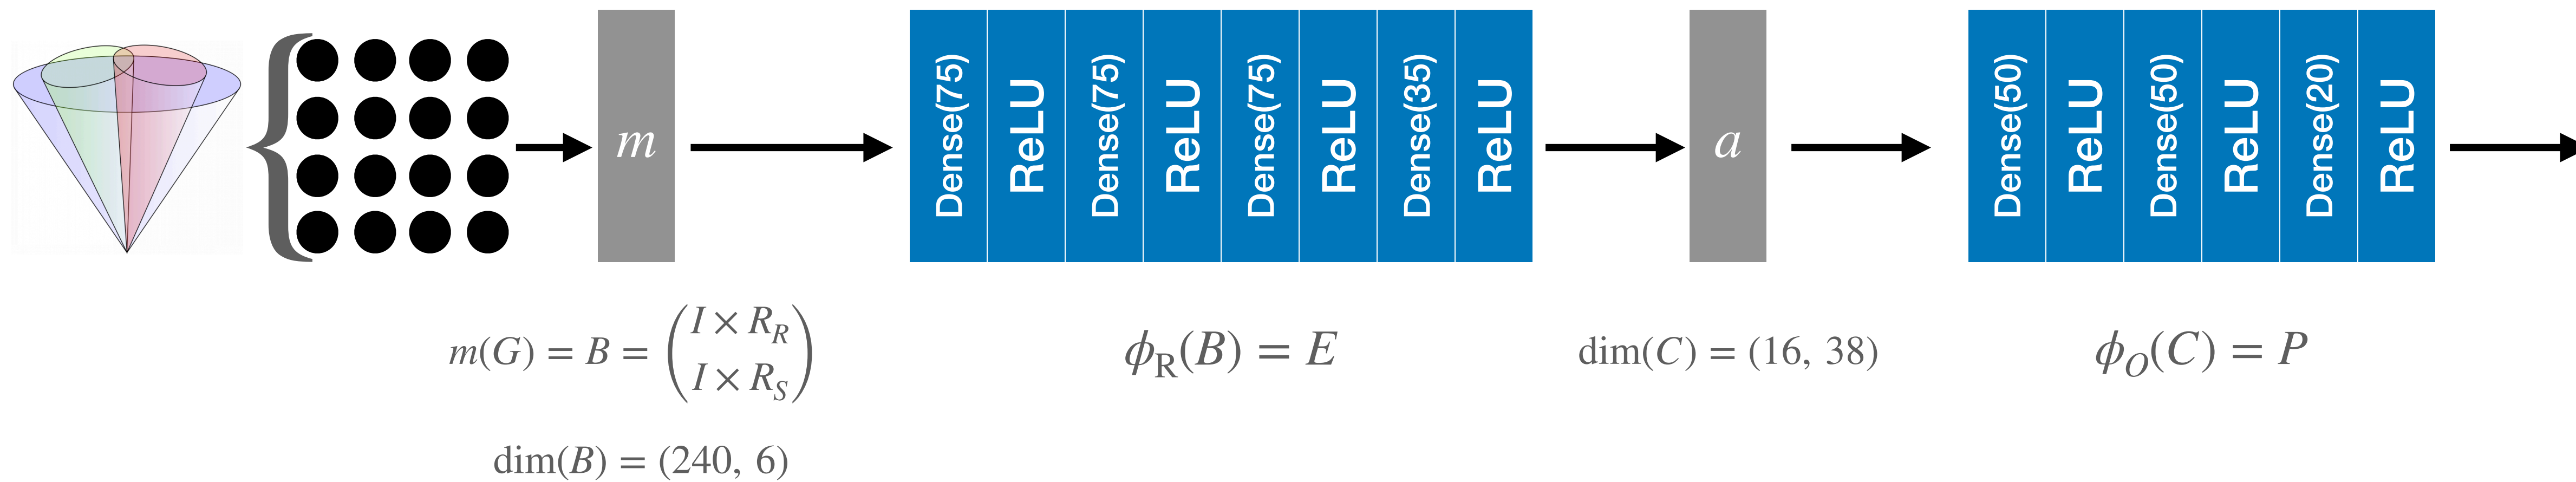 m
Dense(75)
ReLU
Dense(75)
ReLU
Dense(75)
ReLU
Dense(35)
ReLU
a
Dense(50)
ReLU
Dense(50)
ReLU
Dense(20)
ReLU
m(G) = B = (I × R_R
I × R_S)
dim(B) = (240, 6)
ϕ_R(B) = E
dim(C) = (16, 38)
ϕ_O(C) = P